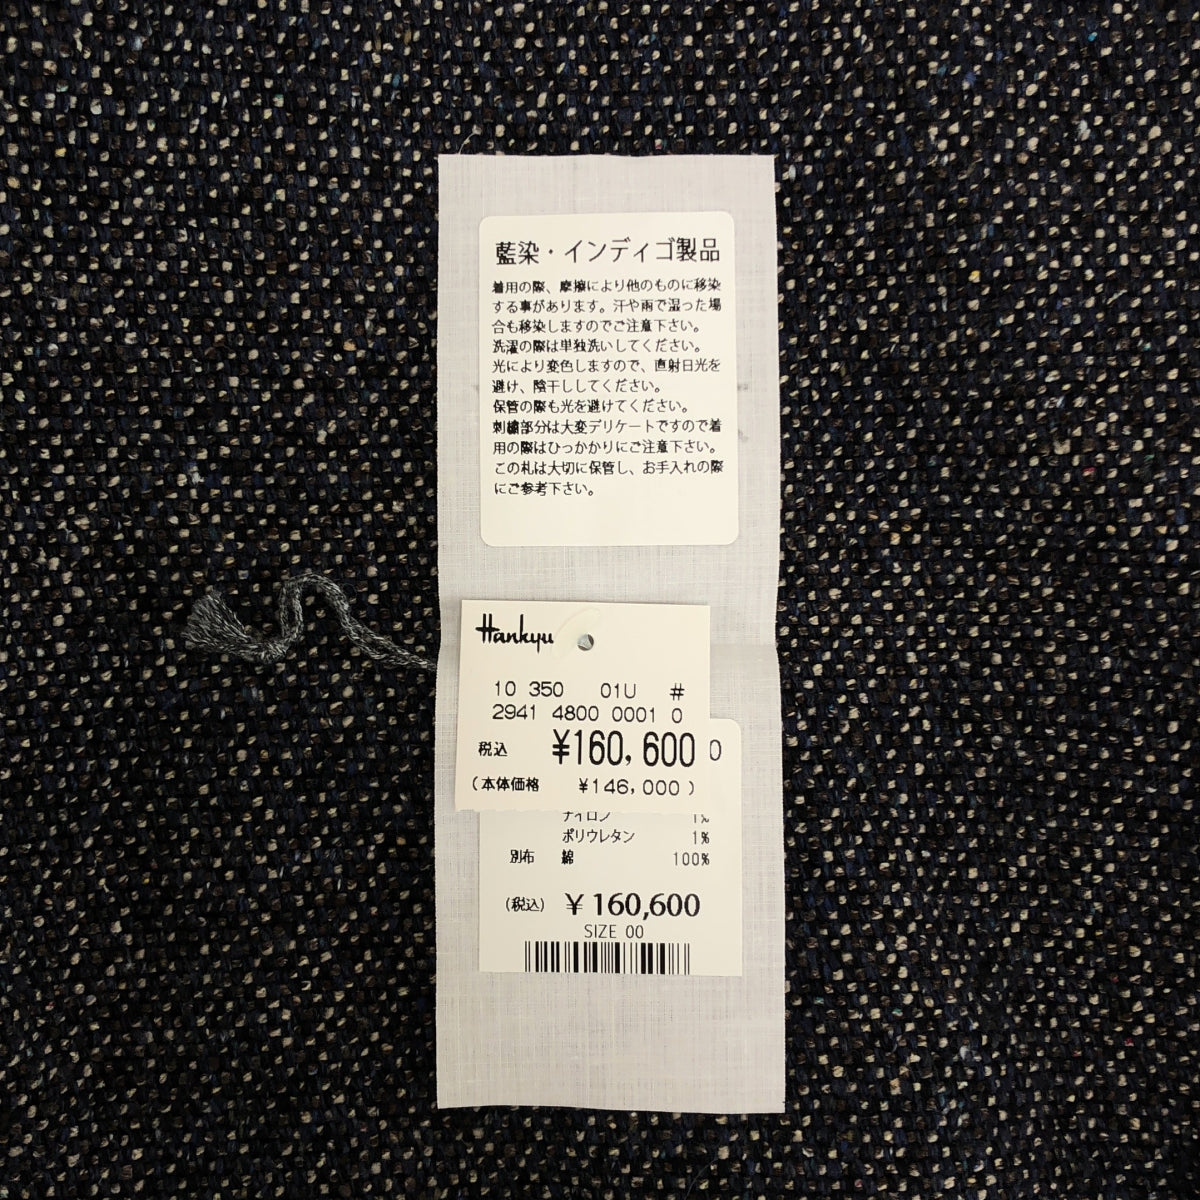 藍染・インディゴ製品
着用の際、摩擦により他のものに移染
する事があります。汗や雨で湿った場
合も移染しますのでご注意下さい。
洗濯の際は単独洗いしてください。
光により変色しますので、直射日光を
避け、陰干ししてください。
保管の際も光を避けてください。
刺繍部分は大変デリケートですので着
用の際はひっかかりにご注意下さい。
この札は大切に保管し、お手入れの際
にご参考下さい。
Hankyu
10 350 01U #
2941 4800 0001 0
税込 ¥160,600 0
(本体価格 ¥146,000)
ナイロン 1%
ポリウレタン 1%
別布 綿 100%
(税込) ¥160,600
SIZE 00